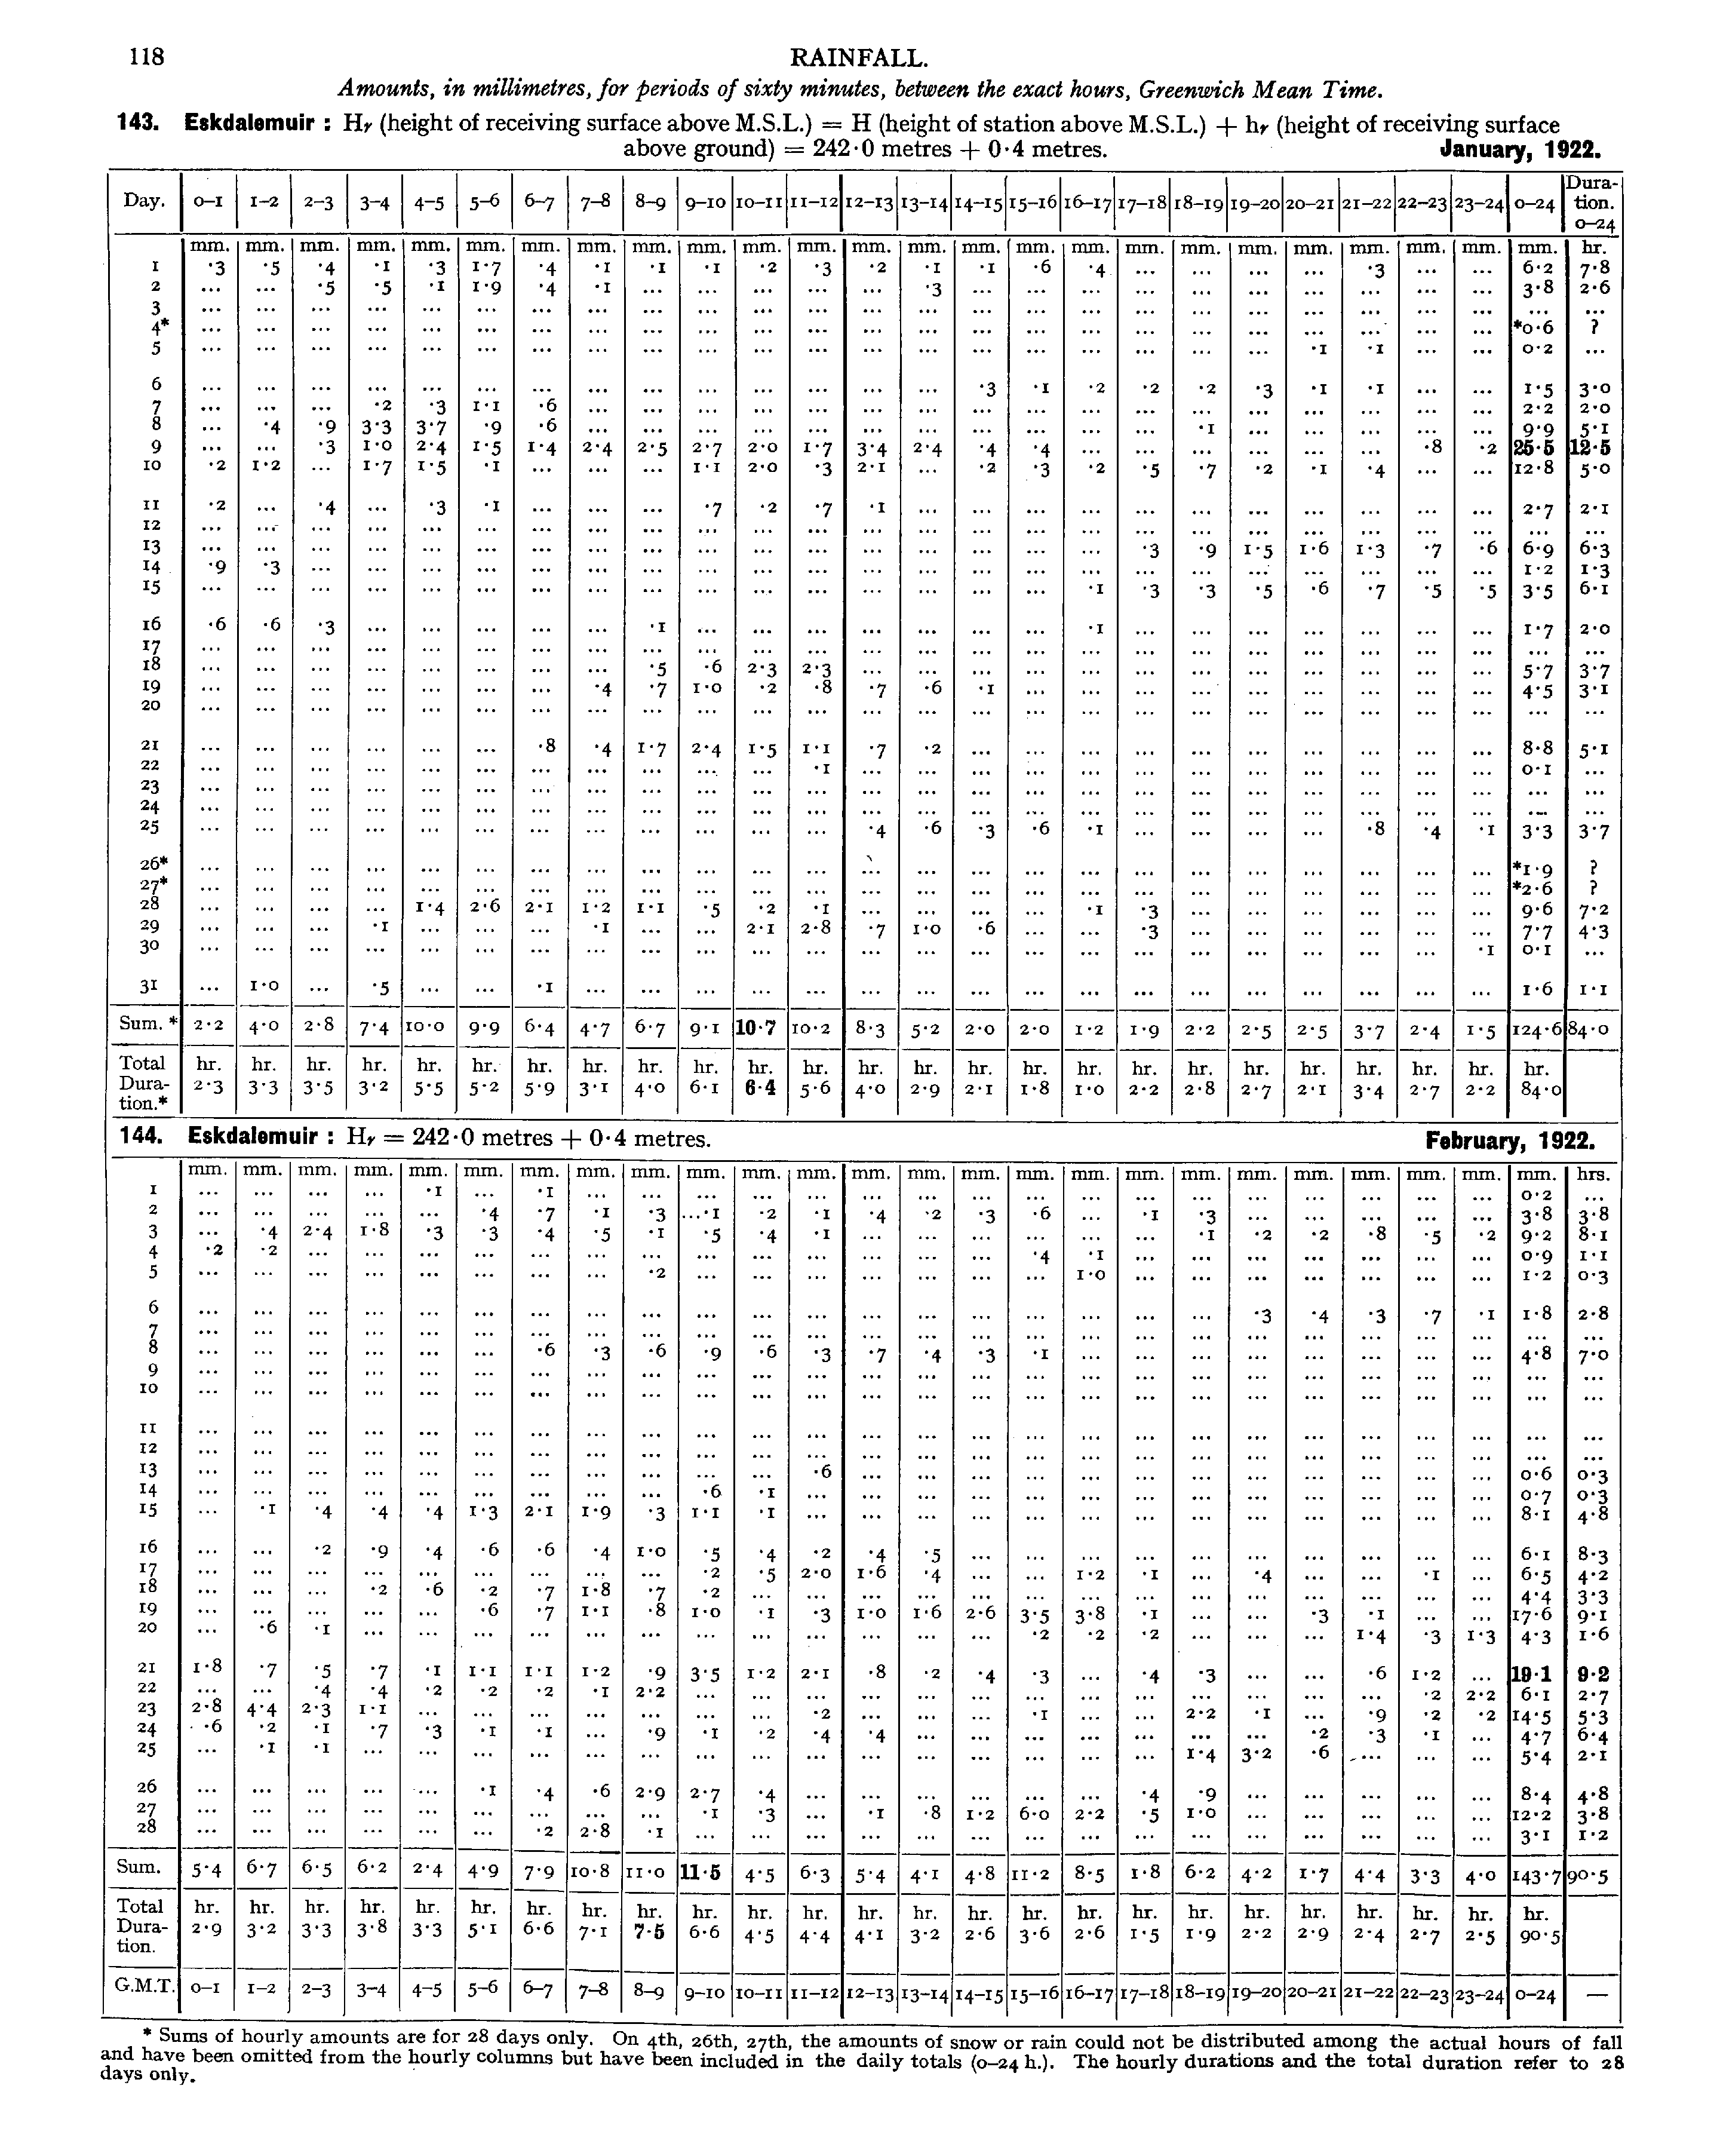 118
RAINFALL.
Amounts, in millimetres, for periods of sixty minutes, between the exact hours, Greenwich Mean Time.
143. Eskdalemuir : Hr (height of receiving surface above M.S.L.) = H (height of station above M.S.L.) + hr (height of receiving surface
above ground) = 242·0 metres + 0·4 metres. January, 1922.
Day. 0–1 1–2 2–3 3–4 4–5 5–6 6–7 7–8 8–9 9–10 10–11 11–12 12–13 13–14 14–15 15–16 16–17 17–18 18–19 19–20 20–21 21–22 22–23 23–24 0–24 Duration. 0–24
mm. mm. mm. mm. mm. mm. mm. mm. mm. mm. mm. mm. mm. mm. mm. mm. mm. mm. mm. mm. mm. mm. mm. mm. mm. hr.
1 ·3 ·5 ·4 ·1 ·3 1·7 ·4 ·1 ·1 ·1 ·2 ·3 ·2 ·1 ·1 ·6 ·4 ... ... ... ... ·3 ... ... 6·2 7·8
2 ... ... ·5 ·5 ·1 1·9 ·4 ·1 ... ... ... ... ... ·3 ... ... ... ... ... ... ... ... ... ... 3·8 2·6
3 ... ... ... ... ... ... ... ... ... ... ... ... ... ... ... ... ... ... ... ... ... ... ... ... ... ...
4* ... ... ... ... ... ... ... ... ... ... ... ... ... ... ... ... ... ... ... ... ... ... ... ... *0·6 ?
5 ... ... ... ... ... ... ... ... ... ... ... ... ... ... ... ... ... ... ... ... ·1 ·1 ... ... 0·2 ...
6 ... ... ... ... ... ... ... ... ... ... ... ... ... ... ·3 ·1 ·2 ·2 ·2 ·3 ·1 ·1 ... ... 1·5 3·0
7 ... ... ... ·2 ·3 1·1 ·6 ... ... ... ... ... ... ... ... ... ... ... ... ... ... ... ... ... 2·2 2·0
8 ... ·4 ·9 3·3 3·7 ·9 ·6 ... ... ... ... ... ... ... ... ... ... ... ·1 ... ... ... ... ... 9·9 5·1
9 ... ... ·3 1·0 2·4 1·5 1·4 2·4 2·5 2·7 2·0 1·7 3·4 2·4 ·4 ·4 ... ... ... ... ... ... ·8 ·2 25·5 12·5
10 ·2 1·2 ... 1·7 1·5 ·1 ... ... ... 1·1 2·0 ·3 2·1 ... ·2 ·3 ·2 ·5 ·7 ·2 ·1 ·4 ... ... 12·8 5·0
11 ·2 ... ·4 ... ·3 ·1 ... ... ... ·7 ·2 ·7 ·1 ... ... ... ... ... ... ... ... ... ... ... 2·7 2·1
12 ... ... ... ... ... ... ... ... ... ... ... ... ... ... ... ... ... ... ... ... ... ... ... ... ... ...
13 ... ... ... ... ... ... ... ... ... ... ... ... ... ... ... ... ... ·3 ·9 1·5 1·6 1·3 ·7 ·6 6·9 6·3
14 ·9 ·3 ... ... ... ... ... ... ... ... ... ... ... ... ... ... ... ... ... ... ... ... ... ... 1·2 1·3
15 ... ... ... ... ... ... ... ... ... ... ... ... ... ... ... ... ·1 ·3 ·3 ·5 ·6 ·7 ·5 ·5 3·5 6·1
16 ·6 ·6 ·3 ... ... ... ... ... ·1 ... ... ... ... ... ... ... ·1 ... ... ... ... ... ... ... 1·7 2·0
17 ... ... ... ... ... ... ... ... ... ... ... ... ... ... ... ... ... ... ... ... ... ... ... ... ... ...
18 ... ... ... ... ... ... ... ... ·5 ·6 2·3 2·3 ... ... ... ... ... ... ... ... ... ... ... ... 5·7 3·7
19 ... ... ... ... ... ... ... ·4 ·7 1·0 ·2 ·8 ·7 ·6 ·1 ... ... ... ... ... ... ... ... ... 4·5 3·1
20 ... ... ... ... ... ... ... ... ... ... ... ... ... ... ... ... ... ... ... ... ... ... ... ... ... ...
21 ... ... ... ... ... ... ·8 ·4 1·7 2·4 1·5 1·1 ·7 ·2 ... ... ... ... ... ... ... ... ... ... 8·8 5·1
22 ... ... ... ... ... ... ... ... ... ... ... ·1 ... ... ... ... ... ... ... ... ... ... ... ... 0·1 ...
23 ... ... ... ... ... ... ... ... ... ... ... ... ... ... ... ... ... ... ... ... ... ... ... ... ... ...
24 ... ... ... ... ... ... ... ... ... ... ... ... ... ... ... ... ... ... ... ... ... ... ... ... ... ...
25 ... ... ... ... ... ... ... ... ... ... ... ... ·4 ·6 ·3 ·6 ·1 ... ... ... ... ·8 ·4 ·1 3·3 3·7
26* ... ... ... ... ... ... ... ... ... ... ... ... ... ... ... ... ... ... ... ... ... ... ... ... *1·9 ?
27* ... ... ... ... ... ... ... ... ... ... ... ... ... ... ... ... ... ... ... ... ... ... ... ... *2·6 ?
28 ... ... ... ... 1·4 2·6 2·1 1·2 1·1 ·5 ·2 ·1 ... ... ... ... ·1 ·3 ... ... ... ... ... ... 9·6 7·2
29 ... ... ... ·1 ... ... ... ·1 ... ... 2·1 2·8 ·7 1·0 ·6 ... ... ·3 ... ... ... ... ... ... 7·7 4·3
30 ... ... ... ... ... ... ... ... ... ... ... ... ... ... ... ... ... ... ... ... ... ... ... ·1 0·1 ...
31 ... 1·0 ... ·5 ... ... ·1 ... ... ... ... ... ... ... ... ... ... ... ... ... ... ... ... ... 1·6 1·1
Sum. * 2·2 4·0 2·8 7·4 10·0 9·9 6·4 4·7 6·7 9·1 10·7 10·2 8·3 5·2 2·0 2·0 1·2 1·9 2·2 2·5 2·5 3·7 2·4 1·5 124·6 84·0
Total hr. hr. hr. hr. hr. hr. hr. hr. hr. hr. hr. hr. hr. hr. hr. hr. hr. hr. hr. hr. hr. hr. hr. hr. hr.
Dura- 2·3 3·3 3·5 3·2 5·5 5·2 5·9 3·1 4·0 6·1 6·4 5·6 4·0 2·9 2·1 1·8 1·0 2·2 2·8 2·7 2·1 3·4 2·7 2·2 84·0
tion.*
144. Eskdalemuir : Hr = 242·0 metres + 0·4 metres. February, 1922.
mm. mm. mm. mm. mm. mm. mm. mm. mm. mm. mm. mm. mm. mm. mm. mm. mm. mm. mm. mm. mm. mm. mm. mm. mm. hrs.
1 ... ... ... ... ·1 ... ·1 ... ... ... ... ... ... ... ... ... ... ... ... ... ... ... ... ... 0·2 ...
2 ... ... ... ... ... ·4 ·7 ·1 ·3 ...·1 ·2 ·1 ·4 ·2 ·3 ·6 ... ·1 ·3 ... ... ... ... ... 3·8 3·8
3 ... ·4 2·4 1·8 ·3 ·3 ·4 ·5 ·1 ·5 ·4 ·1 ... ... ... ... ... ... ·1 ·2 ·2 ·8 ·5 ·2 9·2 8·1
4 ·2 ·2 ... ... ... ... ... ... ... ... ... ... ... ... ... ·4 ·1 ... ... ... ... ... ... ... 0·9 1·1
5 ... ... ... ... ... ... ... ... ·2 ... ... ... ... ... ... ... 1·0 ... ... ... ... ... ... ... 1·2 0·3
6 ... ... ... ... ... ... ... ... ... ... ... ... ... ... ... ... ... ... ... ·3 ·4 ·3 ·7 ·1 1·8 2·8
7 ... ... ... ... ... ... ... ... ... ... ... ... ... ... ... ... ... ... ... ... ... ... ... ... ... ...
8 ... ... ... ... ... ... ·6 ·3 ·6 ·9 ·6 ·3 ·7 ·4 ·3 ·1 ... ... ... ... ... ... ... ... 4·8 7·0
9 ... ... ... ... ... ... ... ... ... ... ... ... ... ... ... ... ... ... ... ... ... ... ... ... ... ...
10 ... ... ... ... ... ... ... ... ... ... ... ... ... ... ... ... ... ... ... ... ... ... ... ... ... ...
11 ... ... ... ... ... ... ... ... ... ... ... ... ... ... ... ... ... ... ... ... ... ... ... ... ... ...
12 ... ... ... ... ... ... ... ... ... ... ... ... ... ... ... ... ... ... ... ... ... ... ... ... ... ...
13 ... ... ... ... ... ... ... ... ... ... ... ·6 ... ... ... ... ... ... ... ... ... ... ... ... 0·6 0·3
14 ... ... ... ... ... ... ... ... ... ·6 ·1 ... ... ... ... ... ... ... ... ... ... ... ... ... 0·7 0·3
15 ... ·1 ·4 ·4 ·4 1·3 2·1 1·9 ·3 1·1 ·1 ... ... ... ... ... ... ... ... ... ... ... ... ... 8·1 4·8
16 ... ... ·2 ·9 ·4 ·6 ·6 ·4 1·0 ·5 ·4 ·2 ·4 ·5 ... ... ... ... ... ... ... ... ... ... 6·1 8·3
17 ... ... ... ... ... ... ... ... ... ·2 ·5 2·0 1·6 ·4 ... ... 1·2 ·1 ... ·4 ... ... ·1 ... 6·5 4·2
18 ... ... ... ·2 ·6 ·2 ·7 1·8 ·7 ·2 ... ... ... ... ... ... ... ... ... ... ... ... ... ... 4·4 3·3
19 ... ... ... ... ... ·6 ·7 1·1 ·8 1·0 ·1 ·3 1·0 1·6 2·6 3·5 3·8 ·1 ... ... ·3 ·1 ... ... 17·6 9·1
20 ... ·6 ·1 ... ... ... ... ... ... ... ... ... ... ... ... ·2 ·2 ·2 ... ... ... 1·4 ·3 1·3 4·3 1·6
21 1·8 ·7 ·5 ·7 ·1 1·1 1·1 1·2 ·9 3·5 1·2 2·1 ·8 ·2 ·4 ·3 ... ·4 ·3 ... ... ·6 1·2 ... 19·1 9·2
22 ... ... ·4 ·4 ·2 ·2 ·2 ·1 2·2 ... ... ... ... ... ... ... ... ... ... ... ... ... ·2 2·2 6·1 2·7
23 2·8 4·4 2·3 1·1 ... ... ... ... ... ... ... ·2 ... ... ... ·1 ... ... 2·2 ·1 ... ·9 ·2 ·2 14·5 5·3
24 ·6 ·2 ·1 ·7 ·3 ·1 ·1 ... ·9 ·1 ·2 ·4 ·4 ... ... ... ... ... ... ... ·2 ·3 ·1 ... 4·7 6·4
25 ... ·1 ·1 ... ... ... ... ... ... ... ... ... ... ... ... ... ... ... 1·4 3·2 ·6 ... ... ... 5·4 2·1
26 ... ... ... ... ... ·1 ·4 ·6 2·9 2·7 ·4 ... ... ... ... ... ... ·4 ·9 ... ... ... ... ... 8·4 4·8
27 ... ... ... ... ... ... ... ... ... ·1 ·3 ... ·1 ·8 1·2 6·0 2·2 ·5 1·0 ... ... ... ... ... 12·2 3·8
28 ... ... ... ... ... ... ·2 2·8 ·1 ... ... ... ... ... ... ... ... ... ... ... ... ... ... ... 3·1 1·2
Sum. 5·4 6·7 6·5 6·2 2·4 4·9 7·9 10·8 11·0 11·5 4·5 6·3 5·4 4·1 4·8 11·2 8·5 1·8 6·2 4·2 1·7 4·4 3·3 4·0 143·7 90·5
Total hr. hr. hr. hr. hr. hr. hr. hr. hr. hr. hr. hr. hr. hr. hr. hr. hr. hr. hr. hr. hr. hr. hr. hr. hr.
Dura- 2·9 3·2 3·3 3·8 3·3 5·1 6·6 7·1 7·5 6·6 4·5 4·4 4·1 3·2 2·6 3·6 2·6 1·5 1·9 2·2 2·9 2·4 2·7 2·5 90·5
tion.
G.M.T. 0–1 1–2 2–3 3–4 4–5 5–6 6–7 7–8 8–9 9–10 10–11 11–12 12–13 13–14 14–15 15–16 16–17 17–18 18–19 19–20 20–21 21–22 22–23 23–24 0–24 —
* Sums of hourly amounts are for 28 days only. On 4th, 26th, 27th, the amounts of snow or rain could not be distributed among the actual hours of fall
and have been omitted from the hourly columns but have been included in the daily totals (0–24 h.). The hourly durations and the total duration refer to 28
days only.